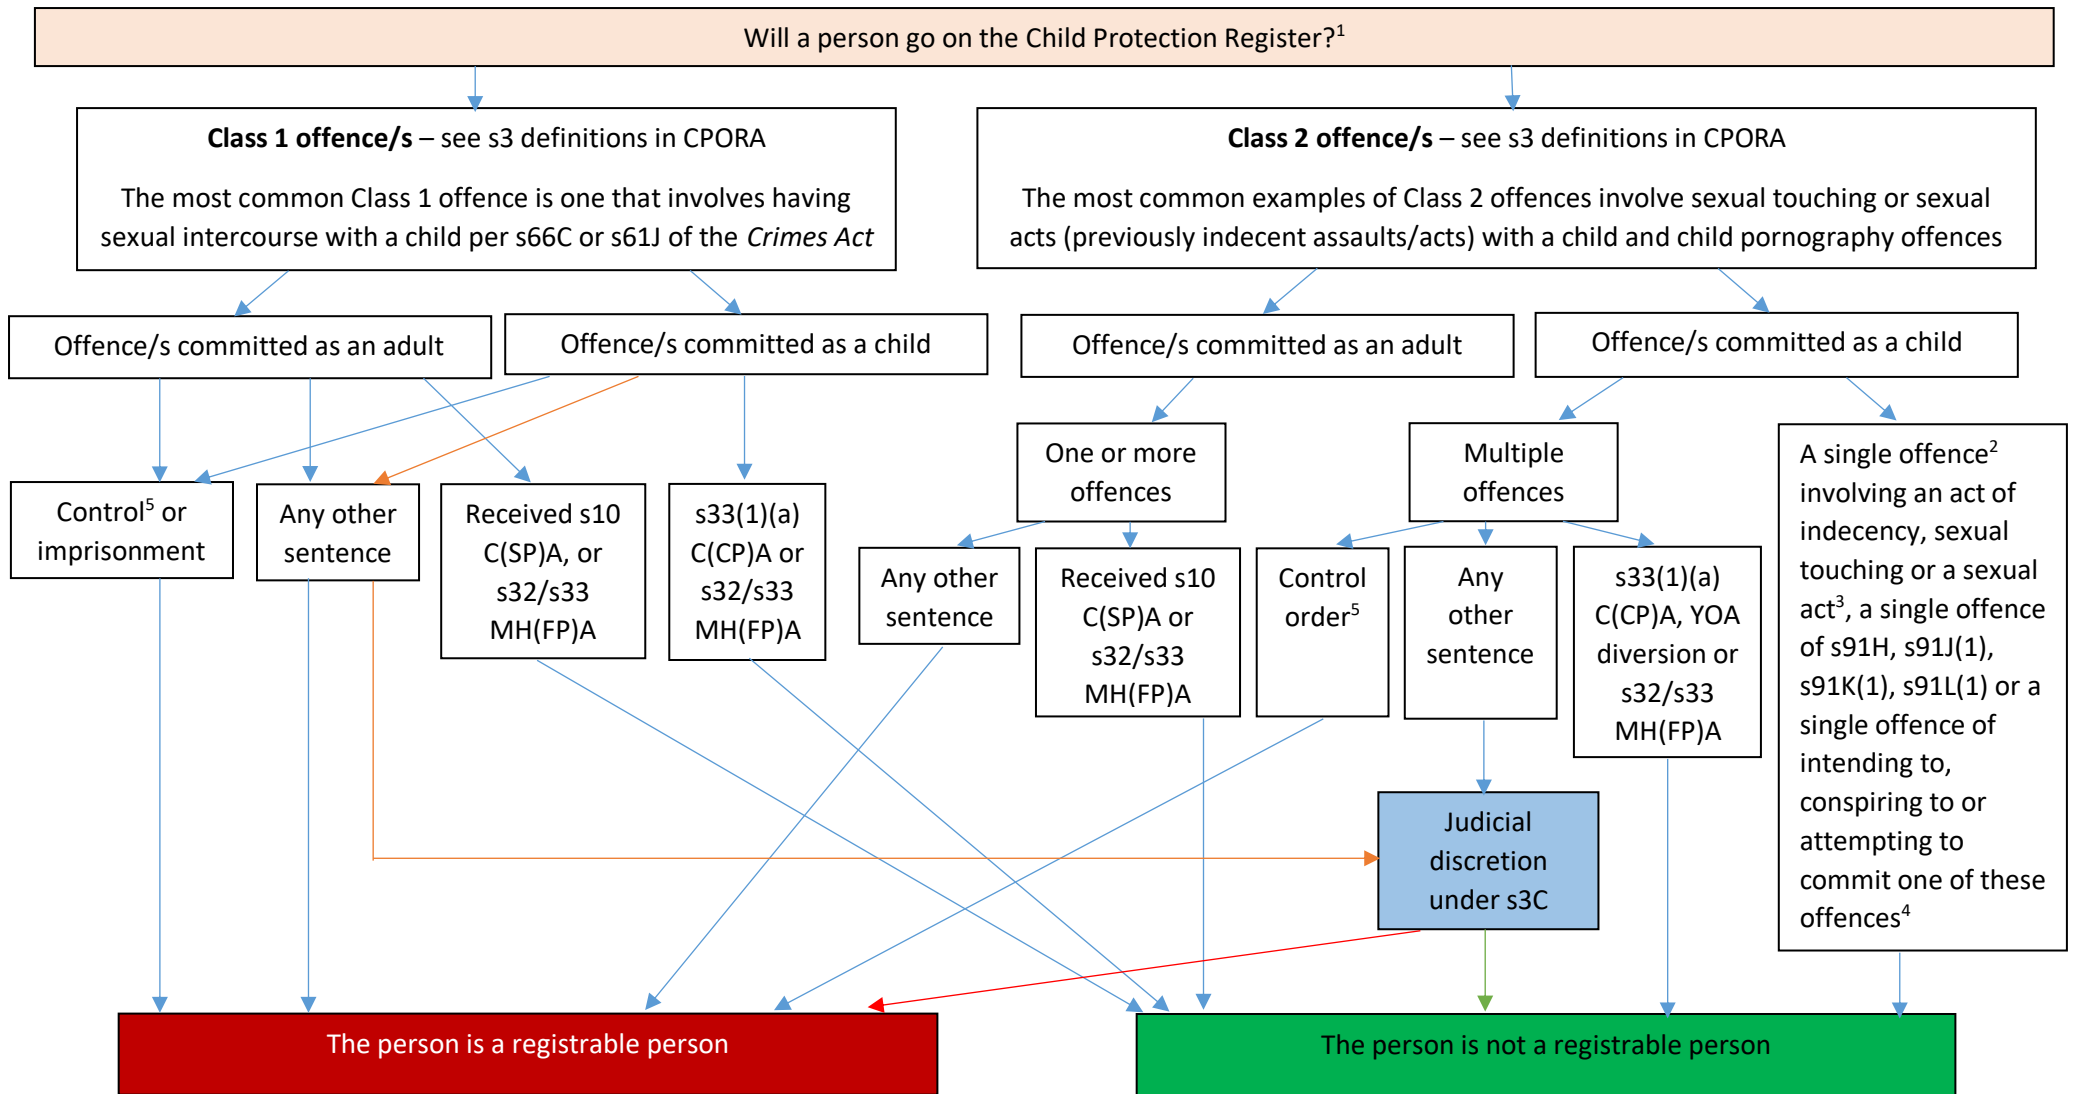 Will a person go on the Child Protection Register?1
Class 1 offence/s – see s3 definitions in CPORA
The most common Class 1 offence is one that involves having
sexual intercourse with a child per s66C or s61J of the Crimes Act
Class 2 offence/s – see s3 definitions in CPORA
The most common examples of Class 2 offences involve sexual touching or sexual
acts (previously indecent assaults/acts) with a child and child pornography offences
Offence/s committed as an adult
Offence/s committed as a child
Offence/s committed as an adult
Offence/s committed as a child
Control5 or
imprisonment
Any other
sentence
Received s10
C(SP)A, or
s32/s33
MH(FP)A
s33(1)(a)
C(CP)A or
s32/s33
MH(FP)A
One or more
offences
Any other
sentence
Received s10
C(SP)A or
s32/s33
MH(FP)A
Multiple
offences
Control
order5
Any
other
sentence
s33(1)(a)
C(CP)A, YOA
diversion or
s32/s33
MH(FP)A
A single offence2
involving an act of
indecency, sexual
touching or a sexual
act3, a single offence
of s91H, s91J(1),
s91K(1), s91L(1) or a
single offence of
intending to,
conspiring to or
attempting to
commit one of these
offences4
Judicial
discretion
under s3C
The person is a registrable person
The person is not a registrable person